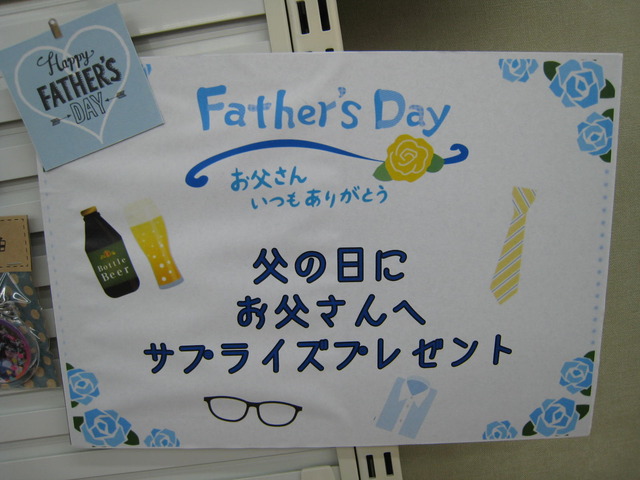 Happy
FATHER'S
DAY
Father's Day
お父さん
いつもありがとう
Bottle
Beer
父の日に
お父さんへ
サプライズプレゼント